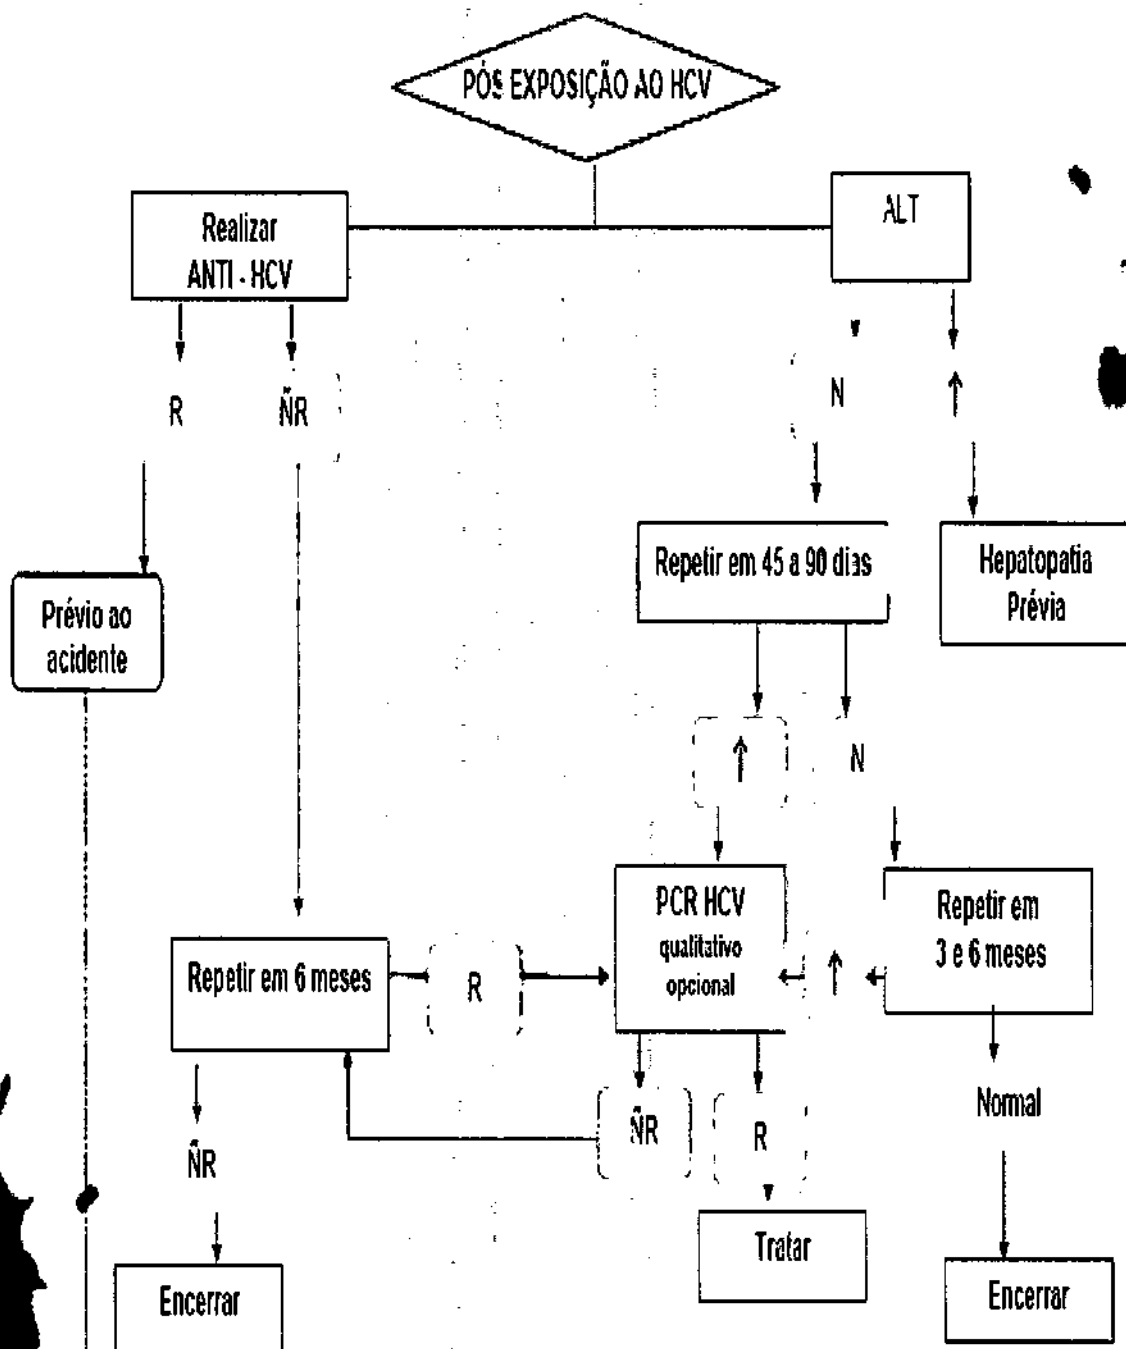 PÓS EXPOSIÇÃO AO HCV
Realizar
ANTI - HCV
ALT
R
ÑR
N
↑
Repetir em 45 a 90 dias
Hepatopatia
Prévia
Prévio ao
acidente
↑
N
PCR HCV
qualitativo
opcional
Repetir em
3 e 6 meses
Repetir em 6 meses
R
↑
ÑR
R
Normal
ÑR
Tratar
Encerrar
Encerrar